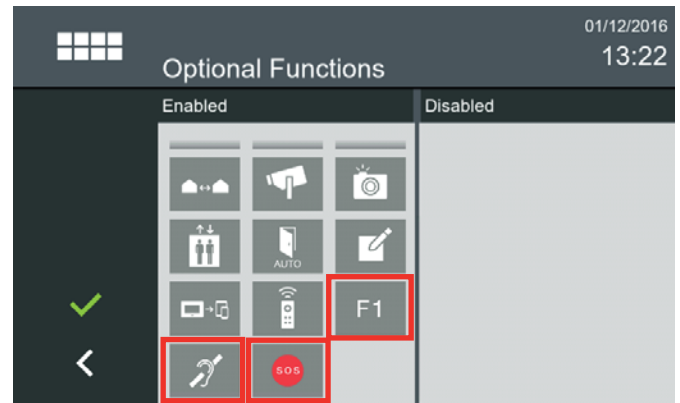 01/12/2016
13:22
Optional Functions
Enabled
Disabled
AUTO
F1
SOS